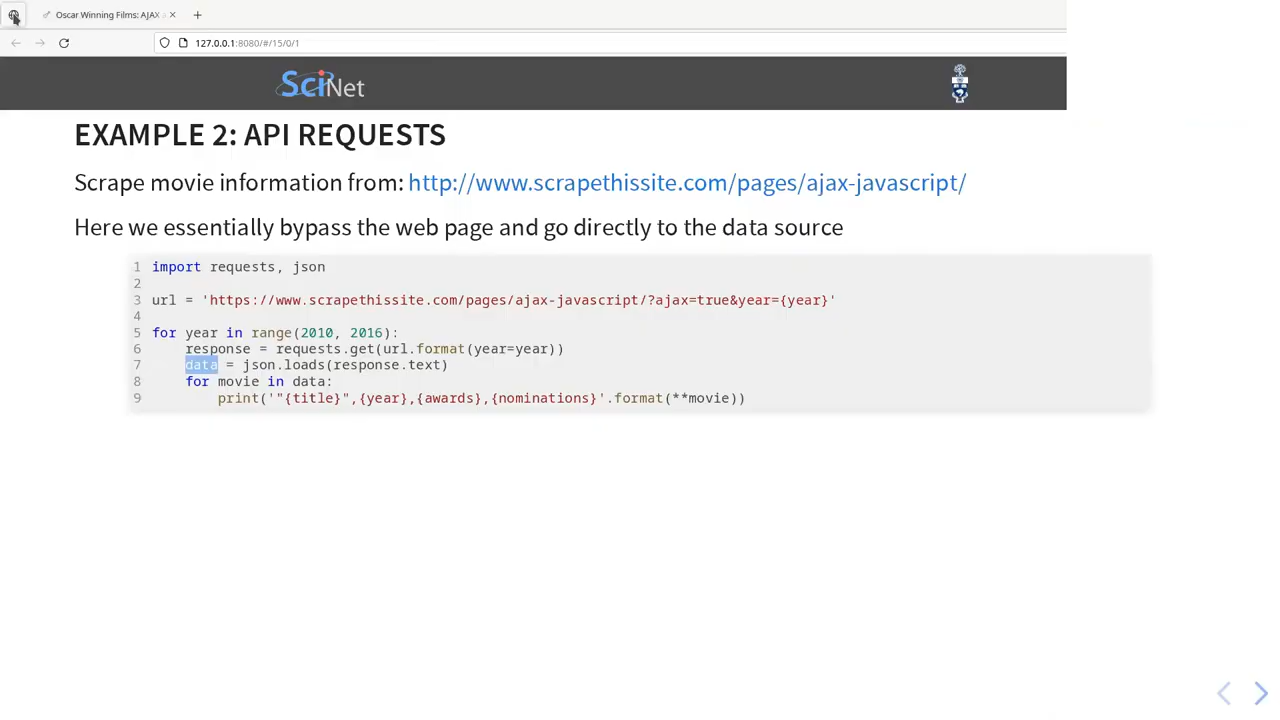 Oscar Winning Films: AJAX
127.0.0.1:8080/#/15/0/1
SciNet
EXAMPLE 2: API REQUESTS
Scrape movie information from: http://www.scrapethissite.com/pages/ajax-javascript/
Here we essentially bypass the web page and go directly to the data source
1 import requests, json
2
3 url = 'https://www.scrapethissite.com/pages/ajax-javascript/?ajax=true&year={year}'
4
5 for year in range(2010, 2016):
6     response = requests.get(url.format(year=year))
7     data = json.loads(response.text)
8     for movie in data:
9         print('"{title}",{year},{awards},{nominations}'.format(**movie))